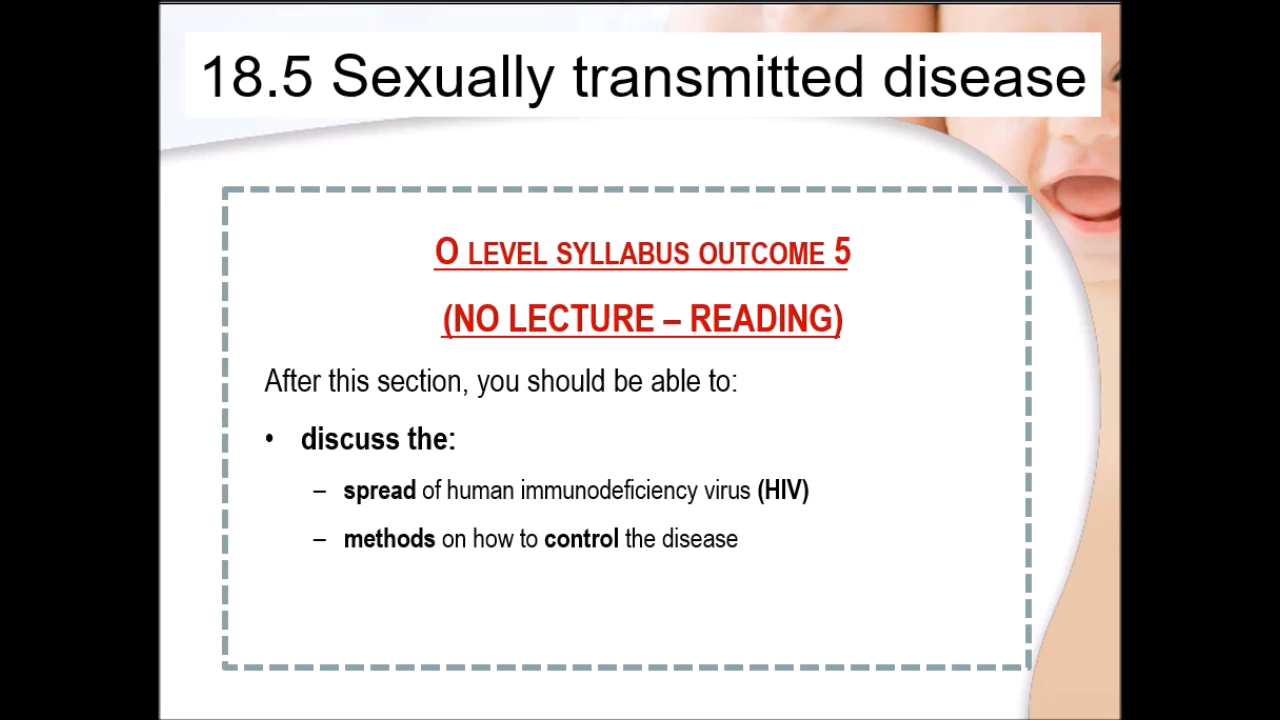 18.5 Sexually transmitted disease
O LEVEL SYLLABUS OUTCOME 5
(NO LECTURE – READING)
After this section, you should be able to:
• discuss the:
– spread of human immunodeficiency virus (HIV)
– methods on how to control the disease